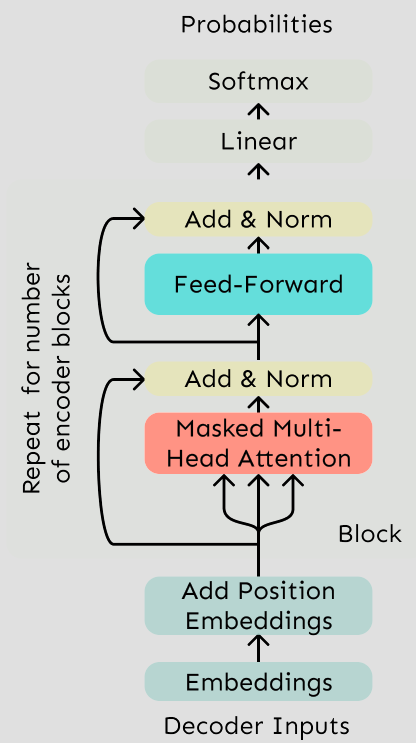 Probabilities
Softmax
Linear
Add & Norm
Feed-Forward
Add & Norm
Masked Multi-
Head Attention
Repeat for number
of encoder blocks
Block
Add Position
Embeddings
Embeddings
Decoder Inputs